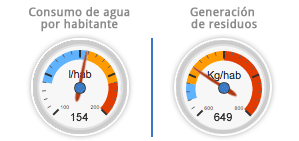 Consumo de agua
por habitante
l/hab
100
200
154
Generación
de residuos
Kg/hab
600
800
649